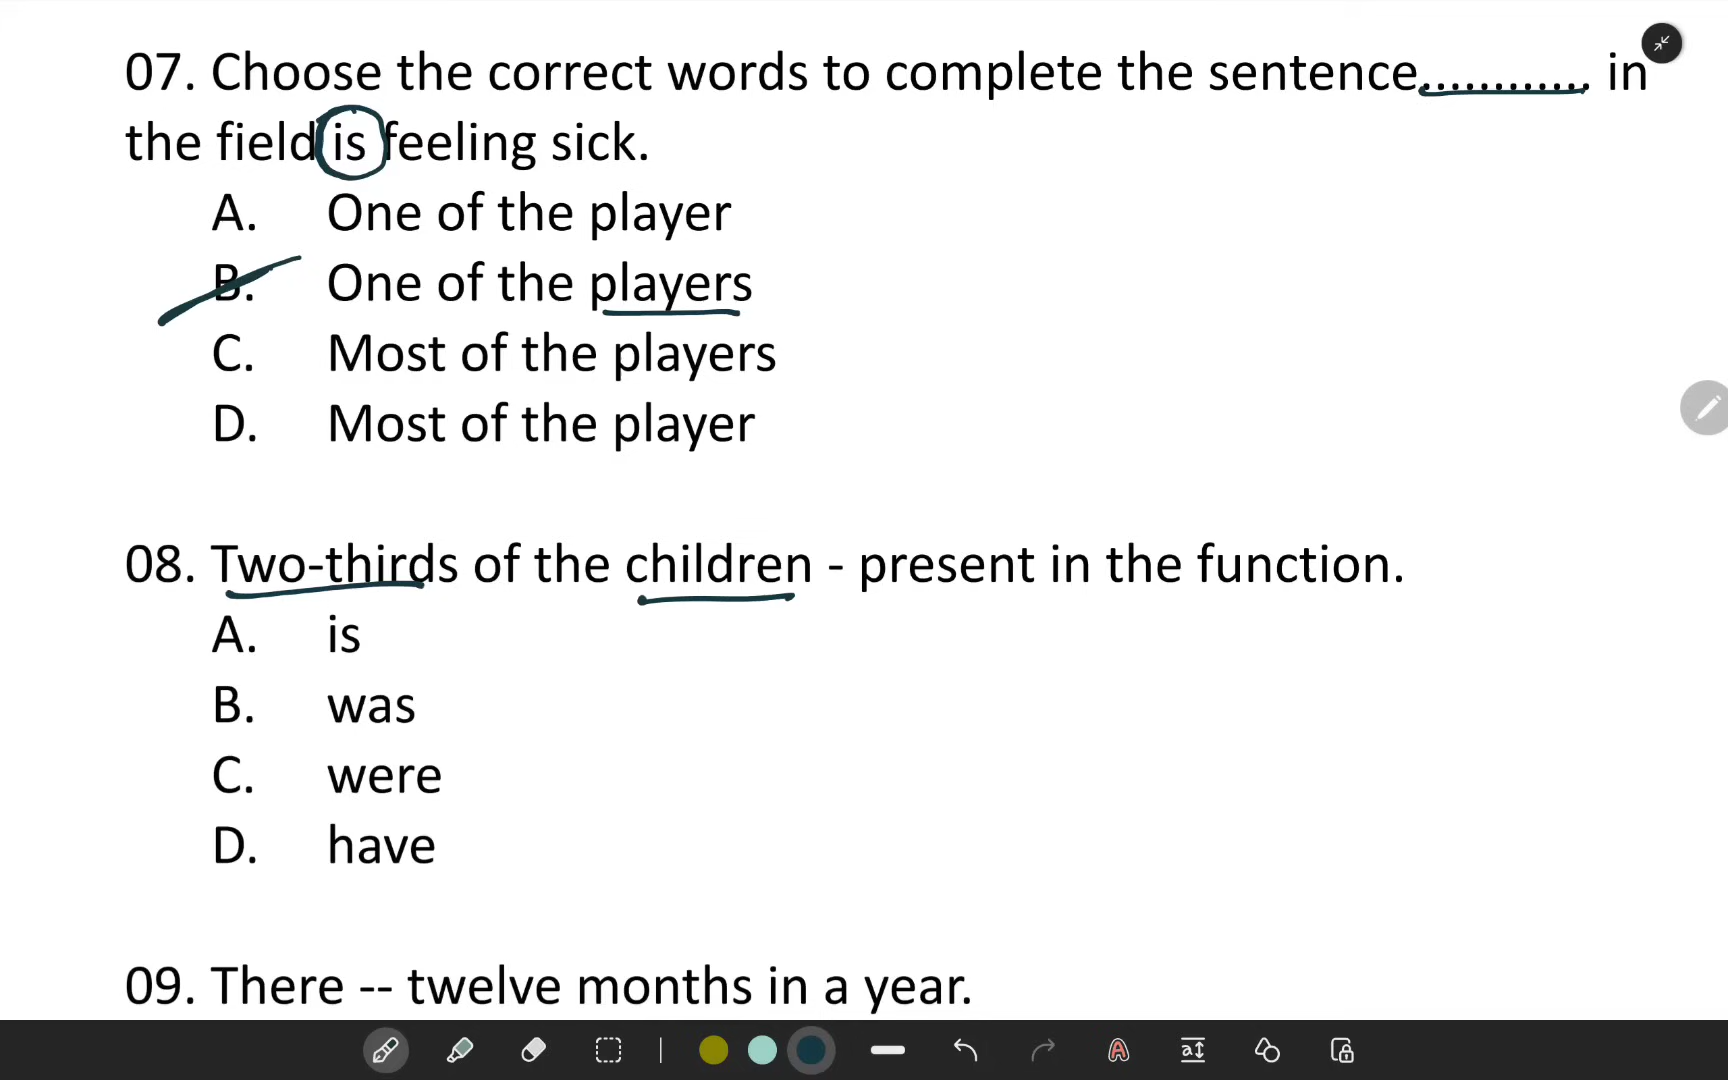 07. Choose the correct words to complete the sentence............ in
the field is feeling sick.
A. One of the player
B. One of the players
C. Most of the players
D. Most of the player
08. Two-thirds of the children - present in the function.
A. is
B. was
C. were
D. have
09. There -- twelve months in a year.